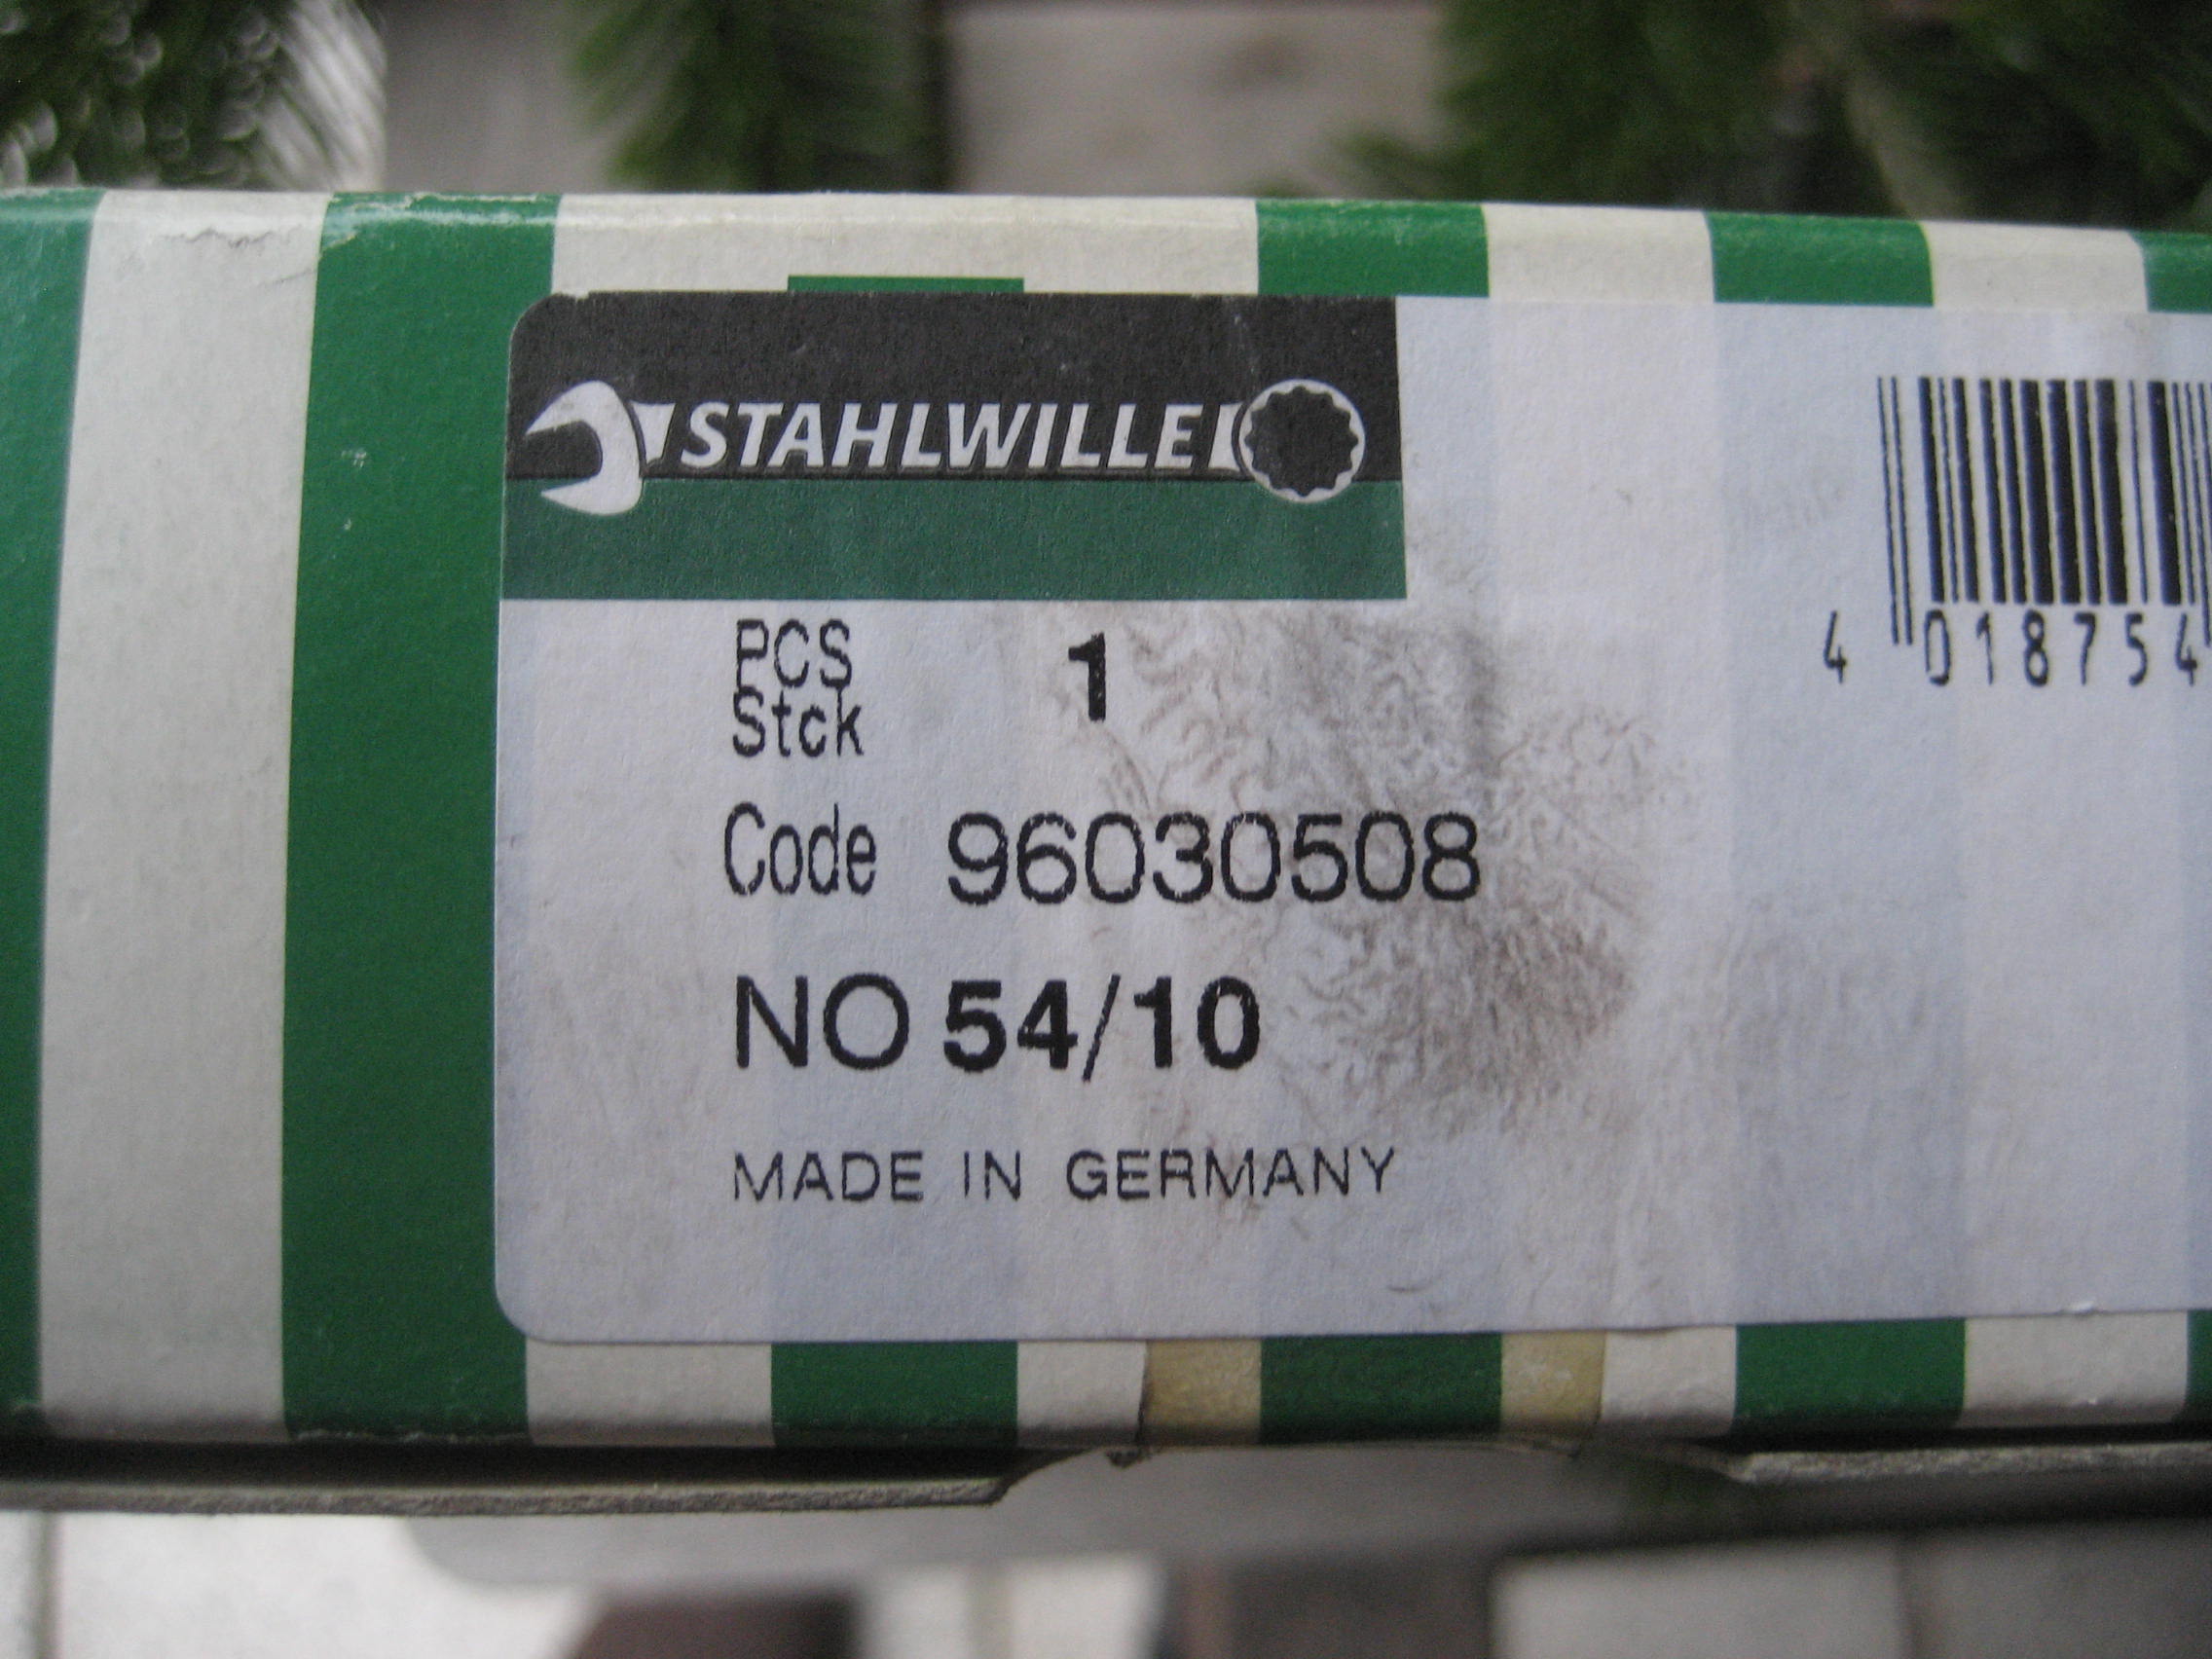 STAHLWILLE
PCS 1
Stck
Code 96030508
NO 54/10
MADE IN GERMANY
4 018754